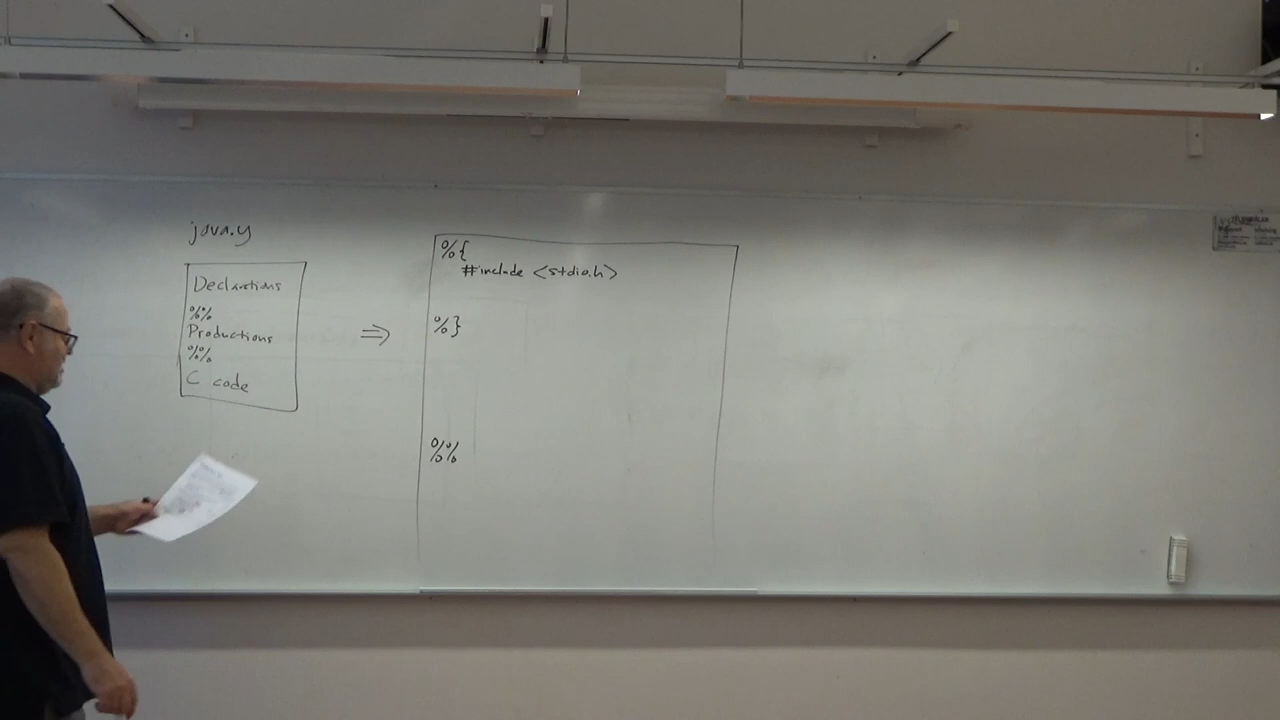 java.y
Declarations
%%
Productions
%%
C code
⇒
%{
#include <stdio.h>
%}
%%